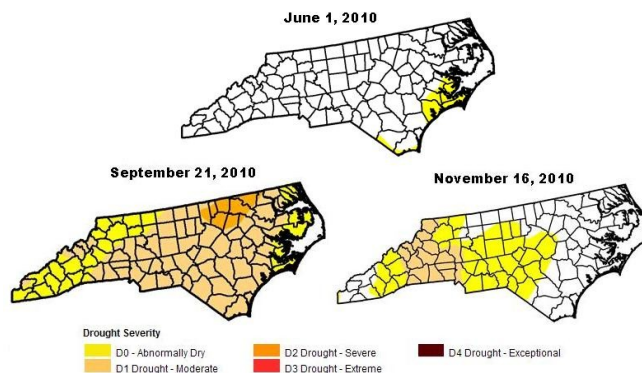 June 1, 2010
September 21, 2010
November 16, 2010
Drought Severity
D0 - Abnormally Dry
D2 Drought - Severe
D4 Drought - Exceptional
D1 Drought - Moderate
D3 Drought - Extreme